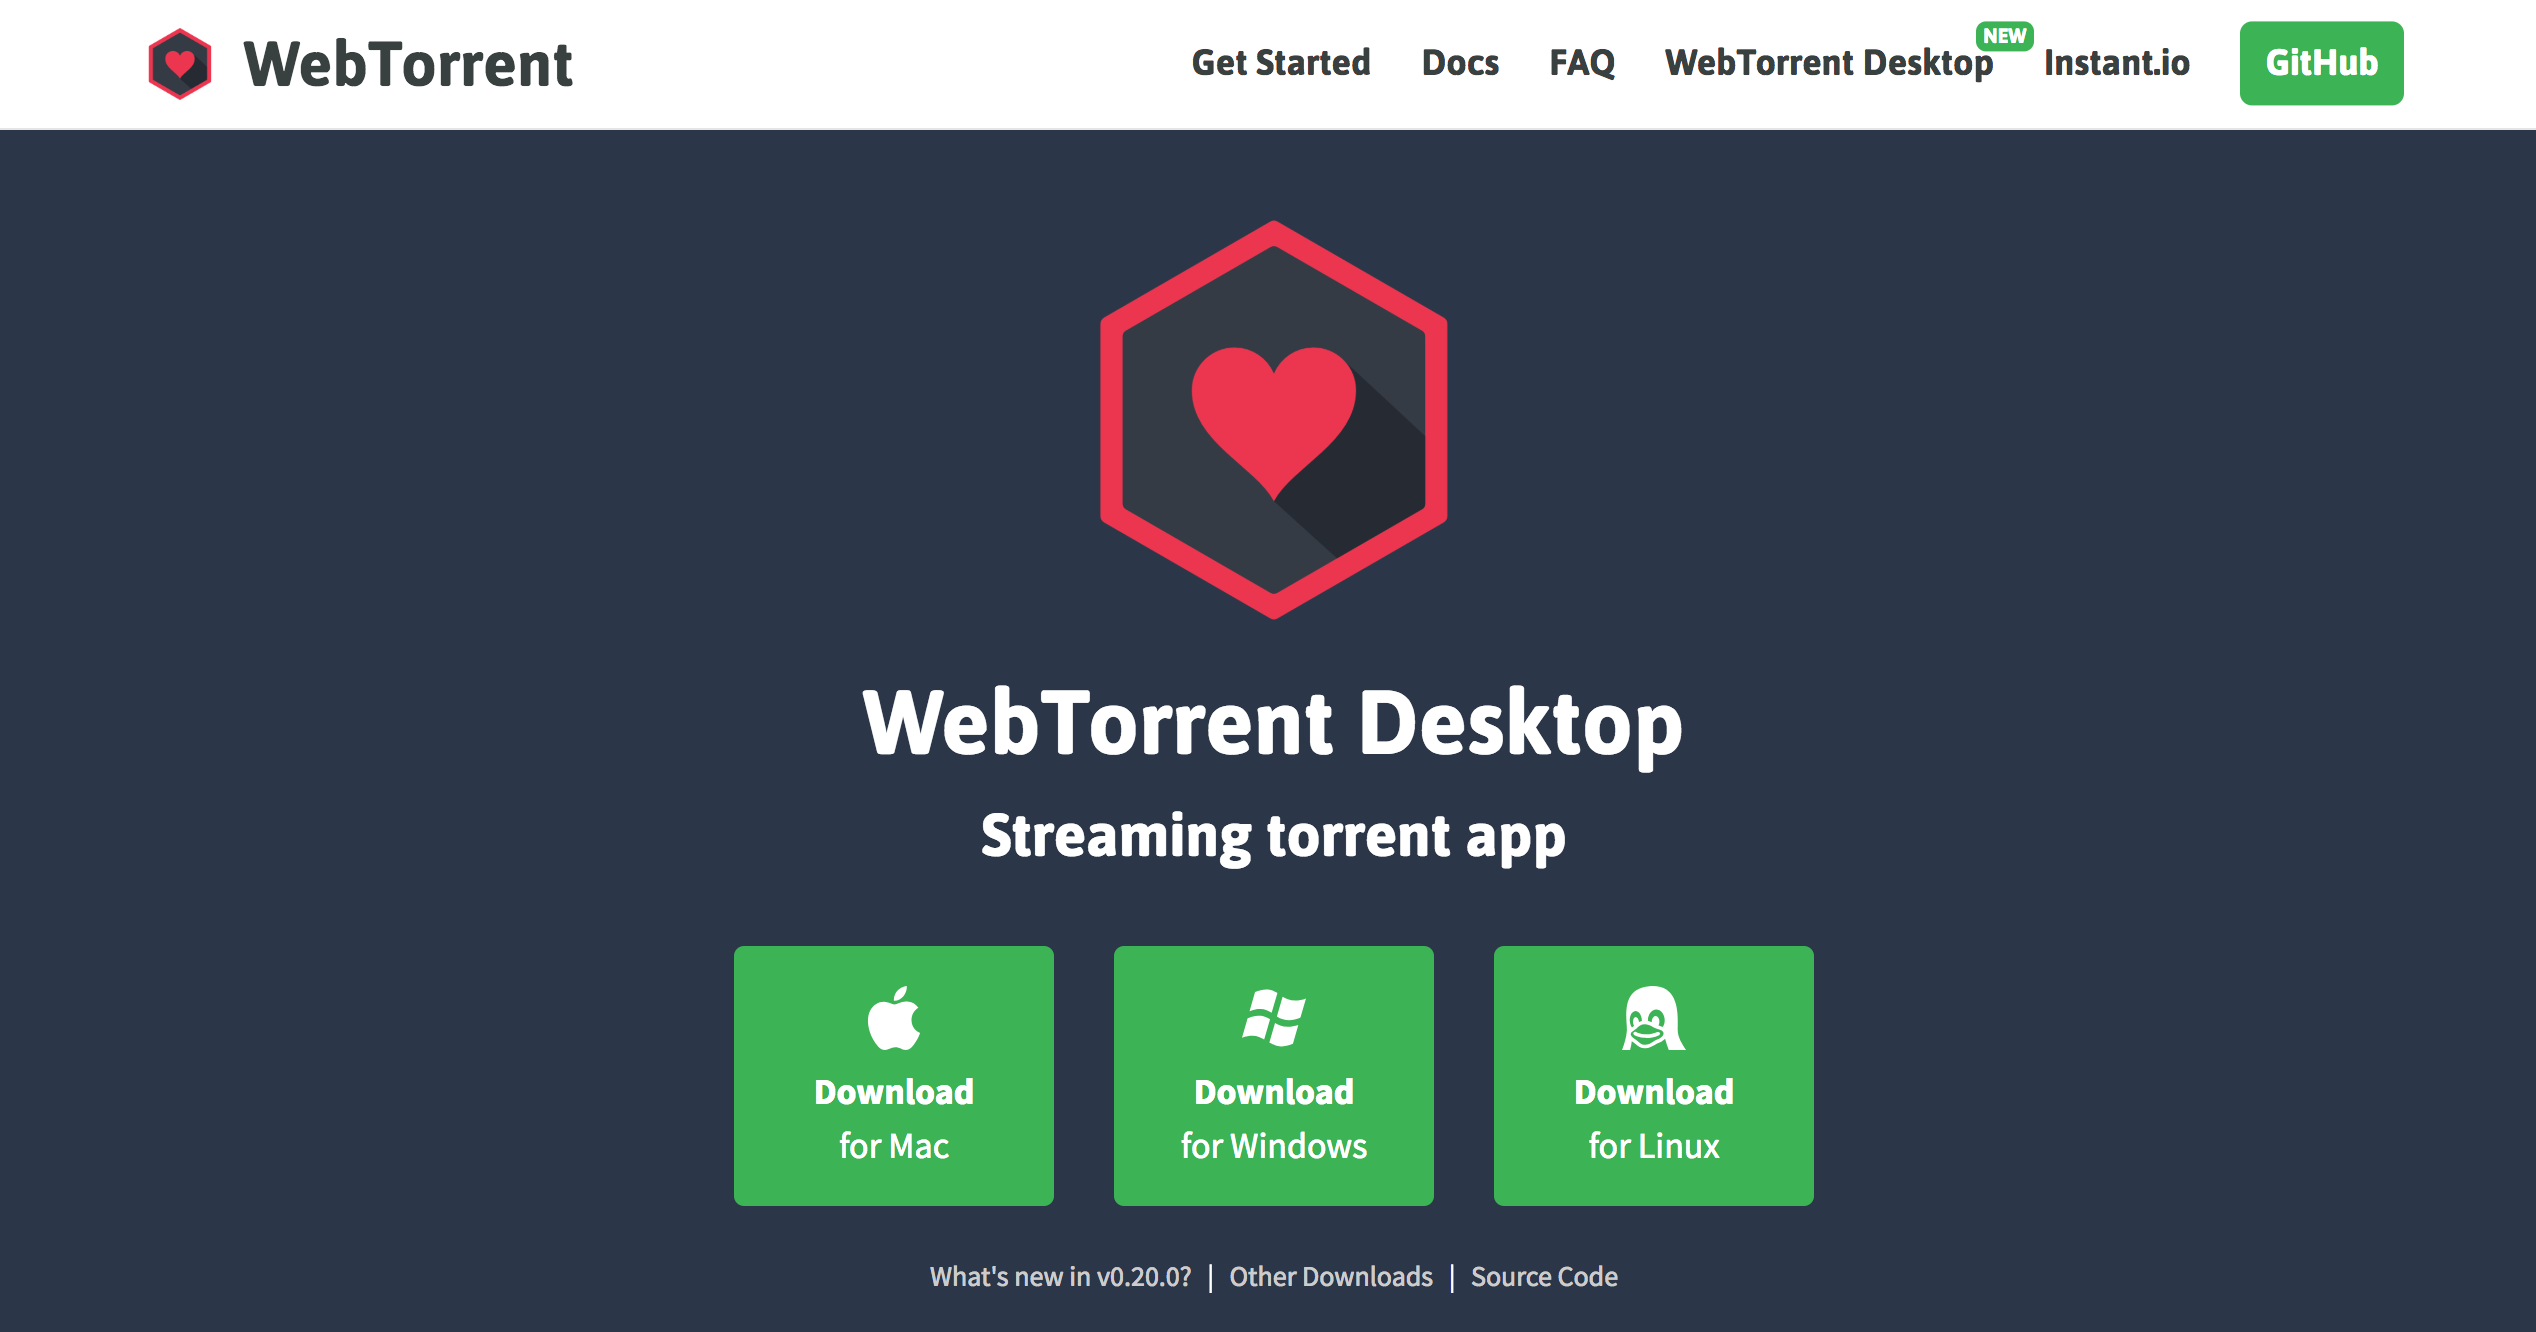 WebTorrent
Get Started Docs FAQ WebTorrent Desktop NEW Instant.io GitHub
WebTorrent Desktop
Streaming torrent app
Download Download Download
for Mac for Windows for Linux
What's new in v0.20.0? | Other Downloads | Source Code